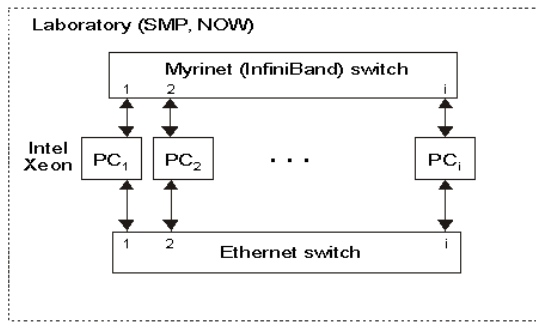 Laboratory (SMP, NOW)
Myrinet (InfiniBand) switch
1 2 i
Intel
Xeon
PC1 PC2 . . . PCi
1 2 i
Ethernet switch